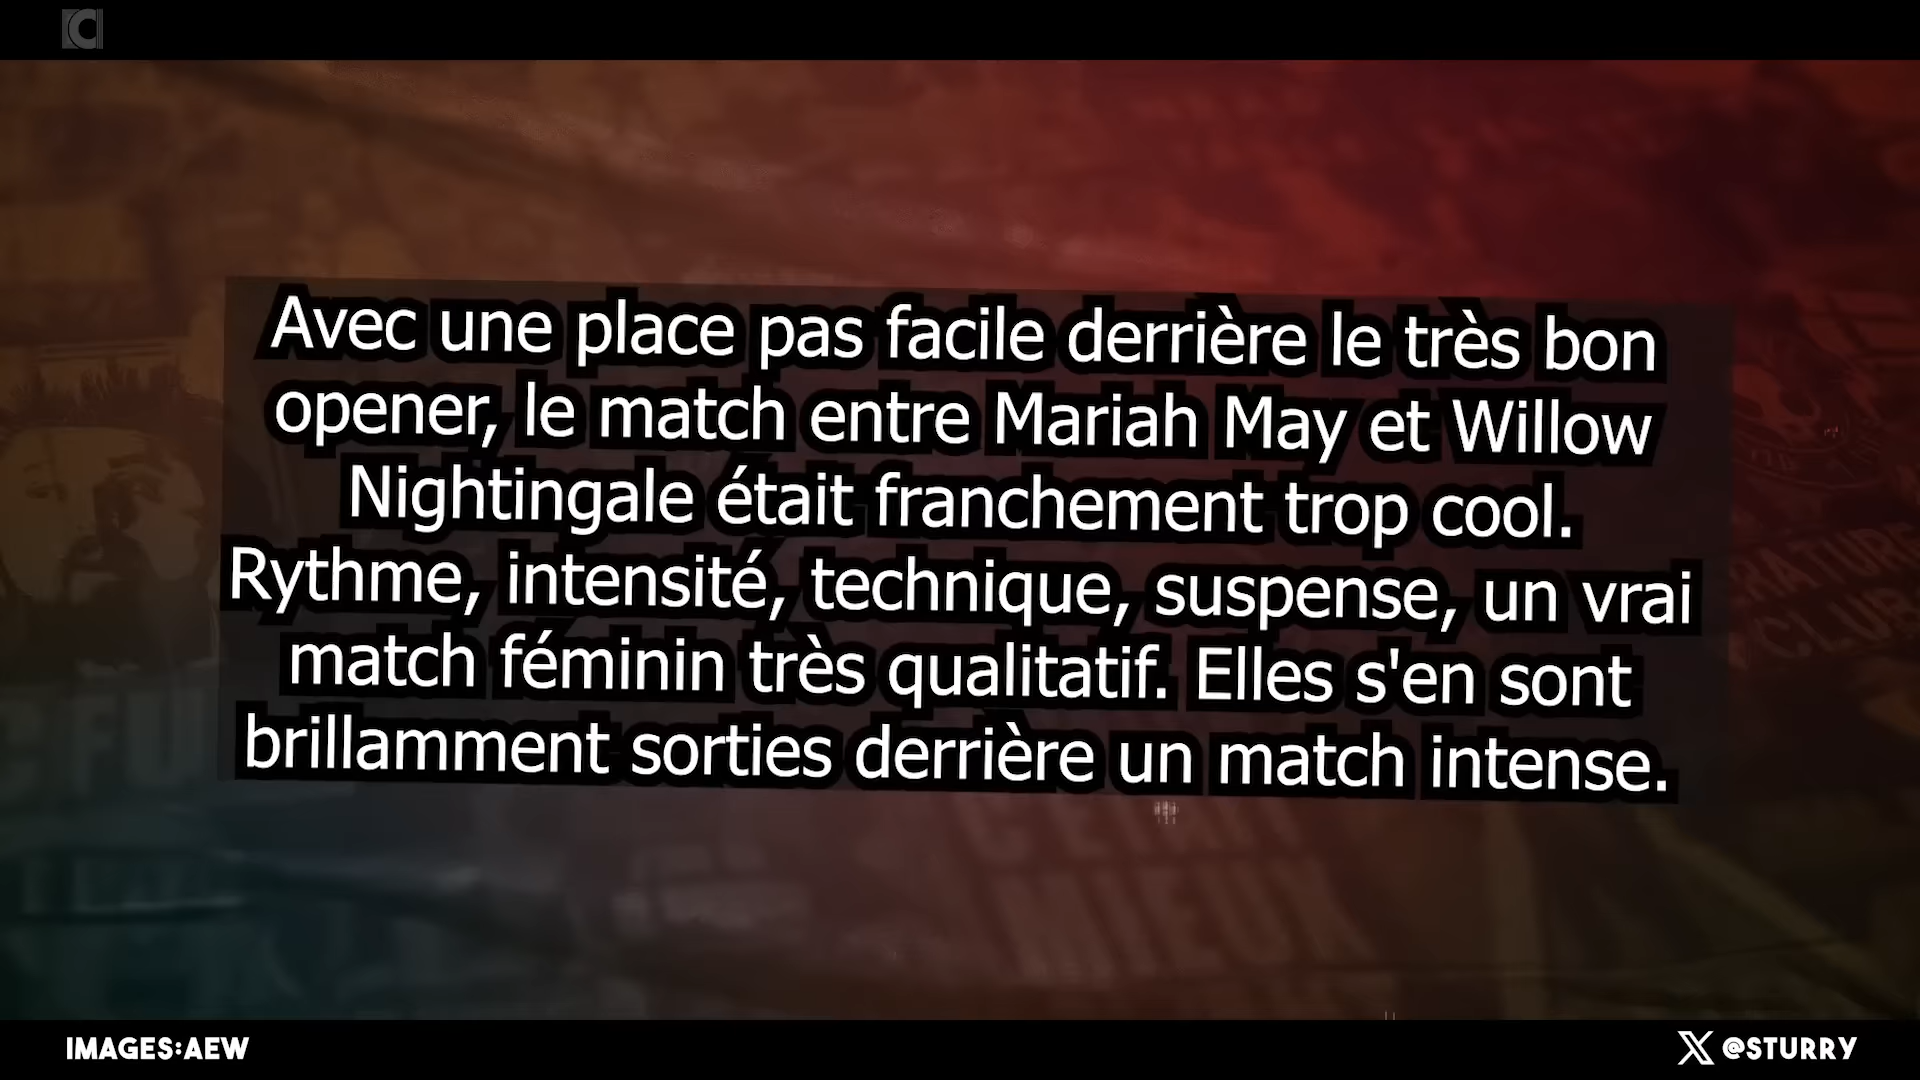 Avec une place pas facile derrière le très bon
opener, le match entre Mariah May et Willow
Nightingale était franchement trop cool.
Rythme, intensité, technique, suspense, un vrai
match féminin très qualitatif. Elles s'en sont
brillamment sorties derrière un match intense.
C'ÉTAIT
MIEUX
IMAGES:AEW
@STURRY